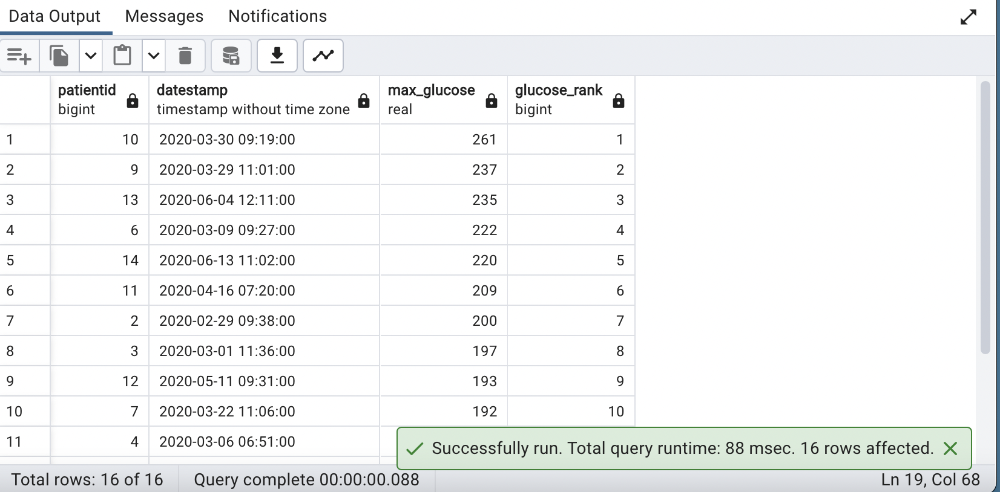 Data Output Messages Notifications
patientid datestamp max_glucose glucose_rank
bigint timestamp without time zone real bigint
1 10 2020-03-30 09:19:00 261 1
2 9 2020-03-29 11:01:00 237 2
3 13 2020-06-04 12:11:00 235 3
4 6 2020-03-09 09:27:00 222 4
5 14 2020-06-13 11:02:00 220 5
6 11 2020-04-16 07:20:00 209 6
7 2 2020-02-29 09:38:00 200 7
8 3 2020-03-01 11:36:00 197 8
9 12 2020-05-11 09:31:00 193 9
10 7 2020-03-22 11:06:00 192 10
11 4 2020-03-06 06:51:00
Successfully run. Total query runtime: 88 msec. 16 rows affected.
Total rows: 16 of 16 Query complete 00:00:00.088 Ln 19, Col 68